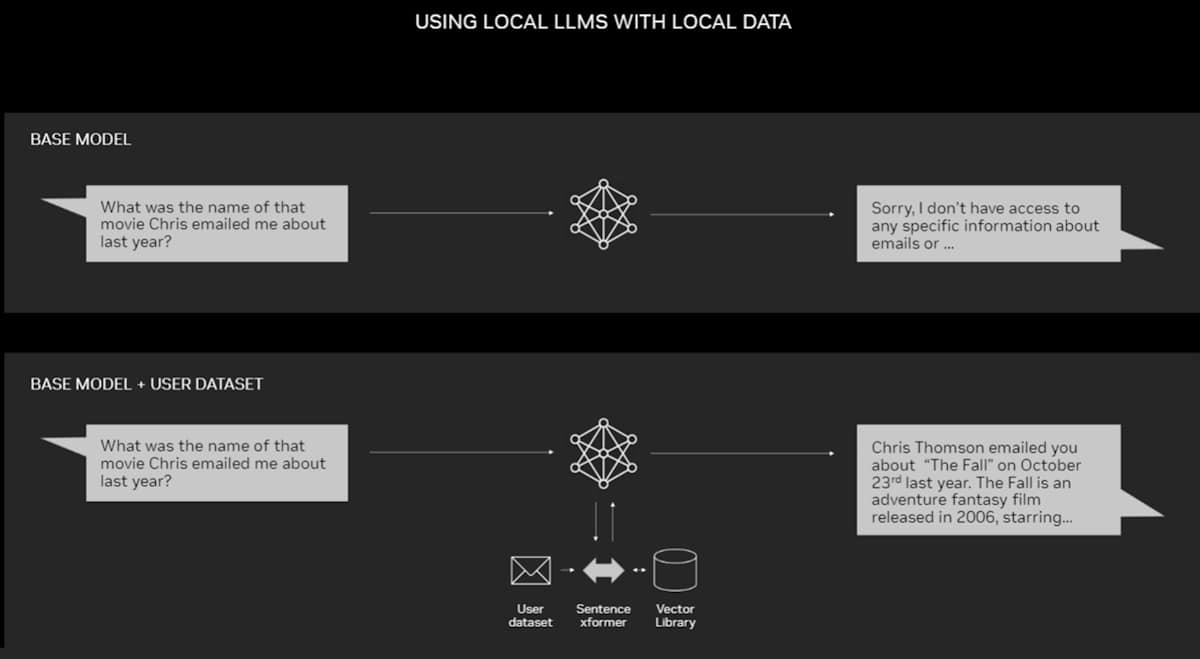 USING LOCAL LLMS WITH LOCAL DATA
BASE MODEL
What was the name of that
movie Chris emailed me about
last year?
Sorry, I don't have access to
any specific information about
emails or ...
BASE MODEL + USER DATASET
What was the name of that
movie Chris emailed me about
last year?
Chris Thomson emailed you
about "The Fall" on October
23rd last year. The Fall is an
adventure fantasy film
released in 2006, starring...
User
dataset
Sentence
xformer
Vector
Library